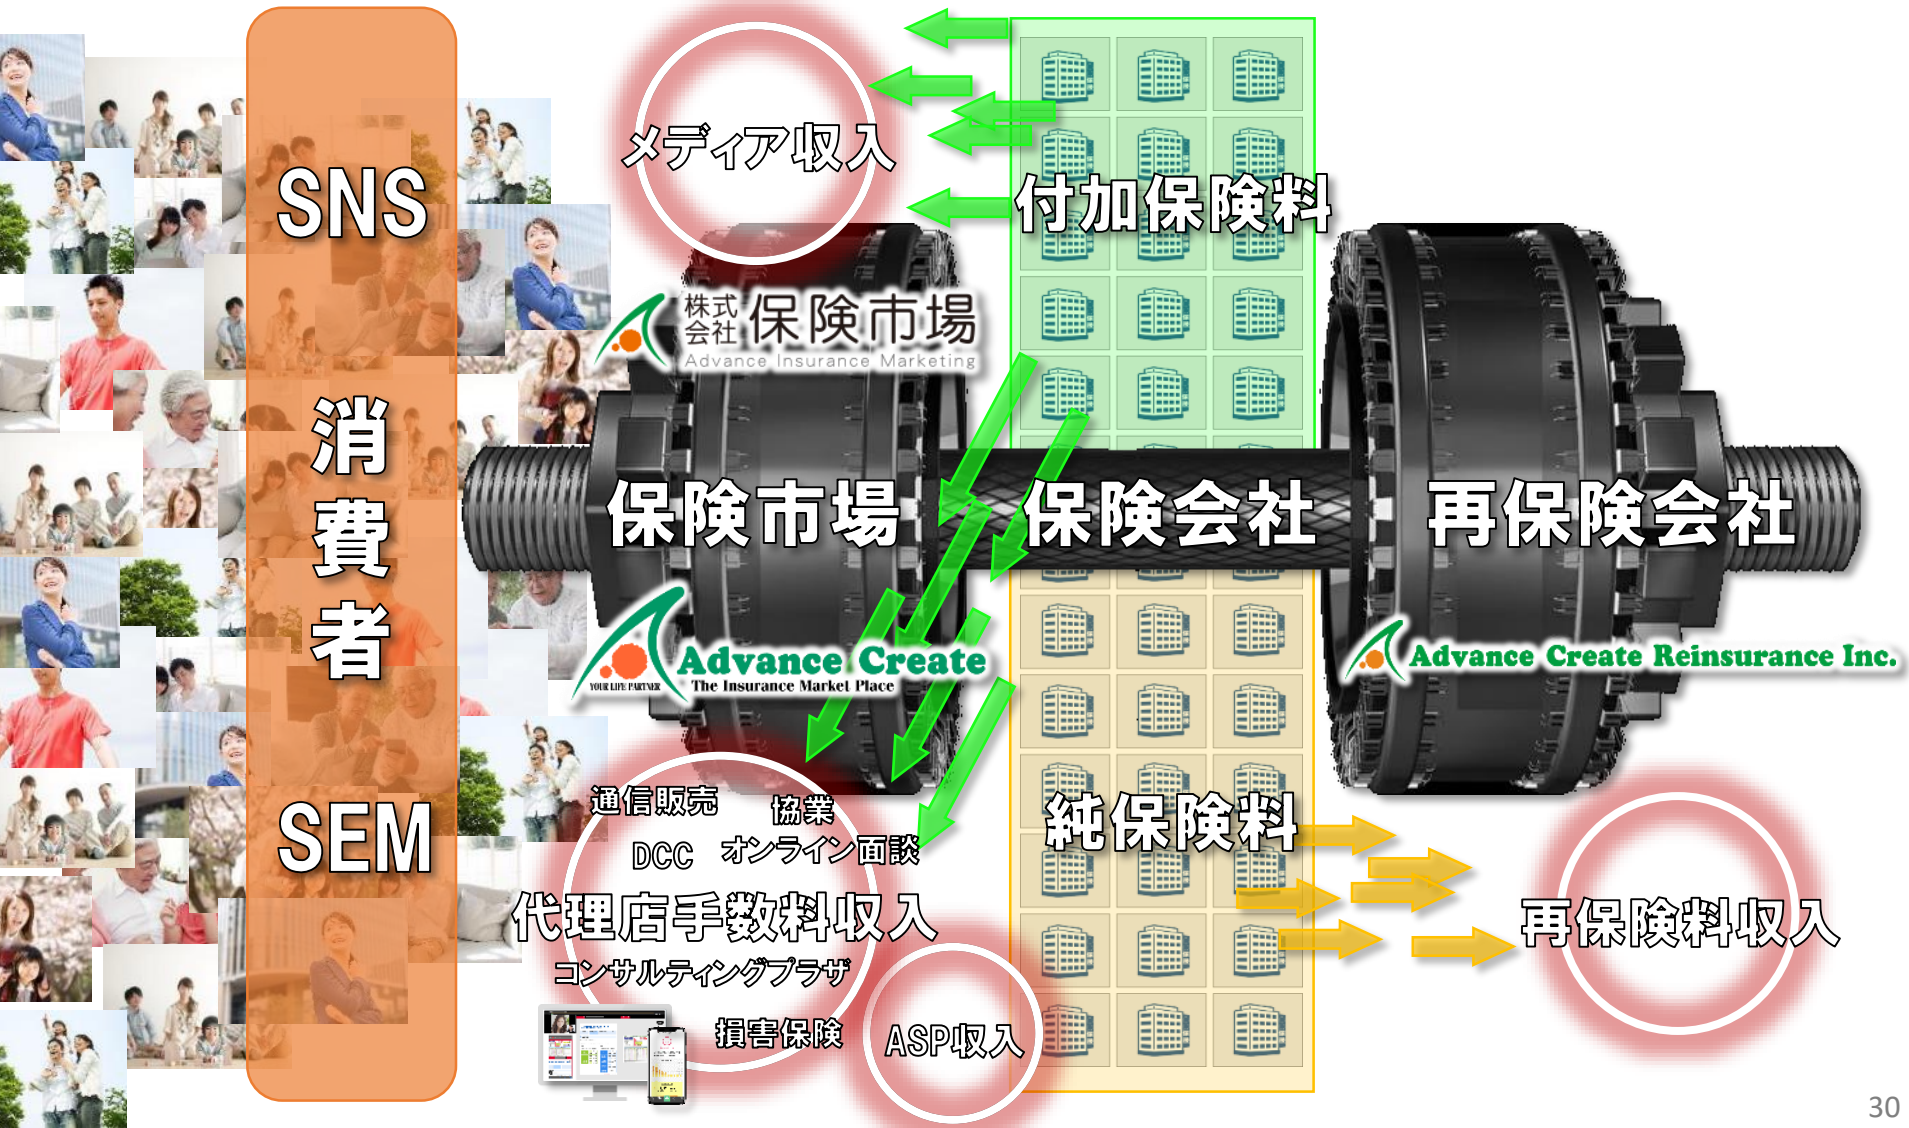 SNS
消費者
SEM
メディア収入
付加保険料
株式会社 保険市場
Advance Insurance Marketing
保険市場
保険会社
再保険会社
YOUR LIFE PARTNER
Advance Create
The Insurance Market Place
Advance Create Reinsurance Inc.
通信販売
協業
DCC
オンライン面談
純保険料
代理店手数料収入
再保険料収入
コンサルティングプラザ
損害保険
ASP収入
30